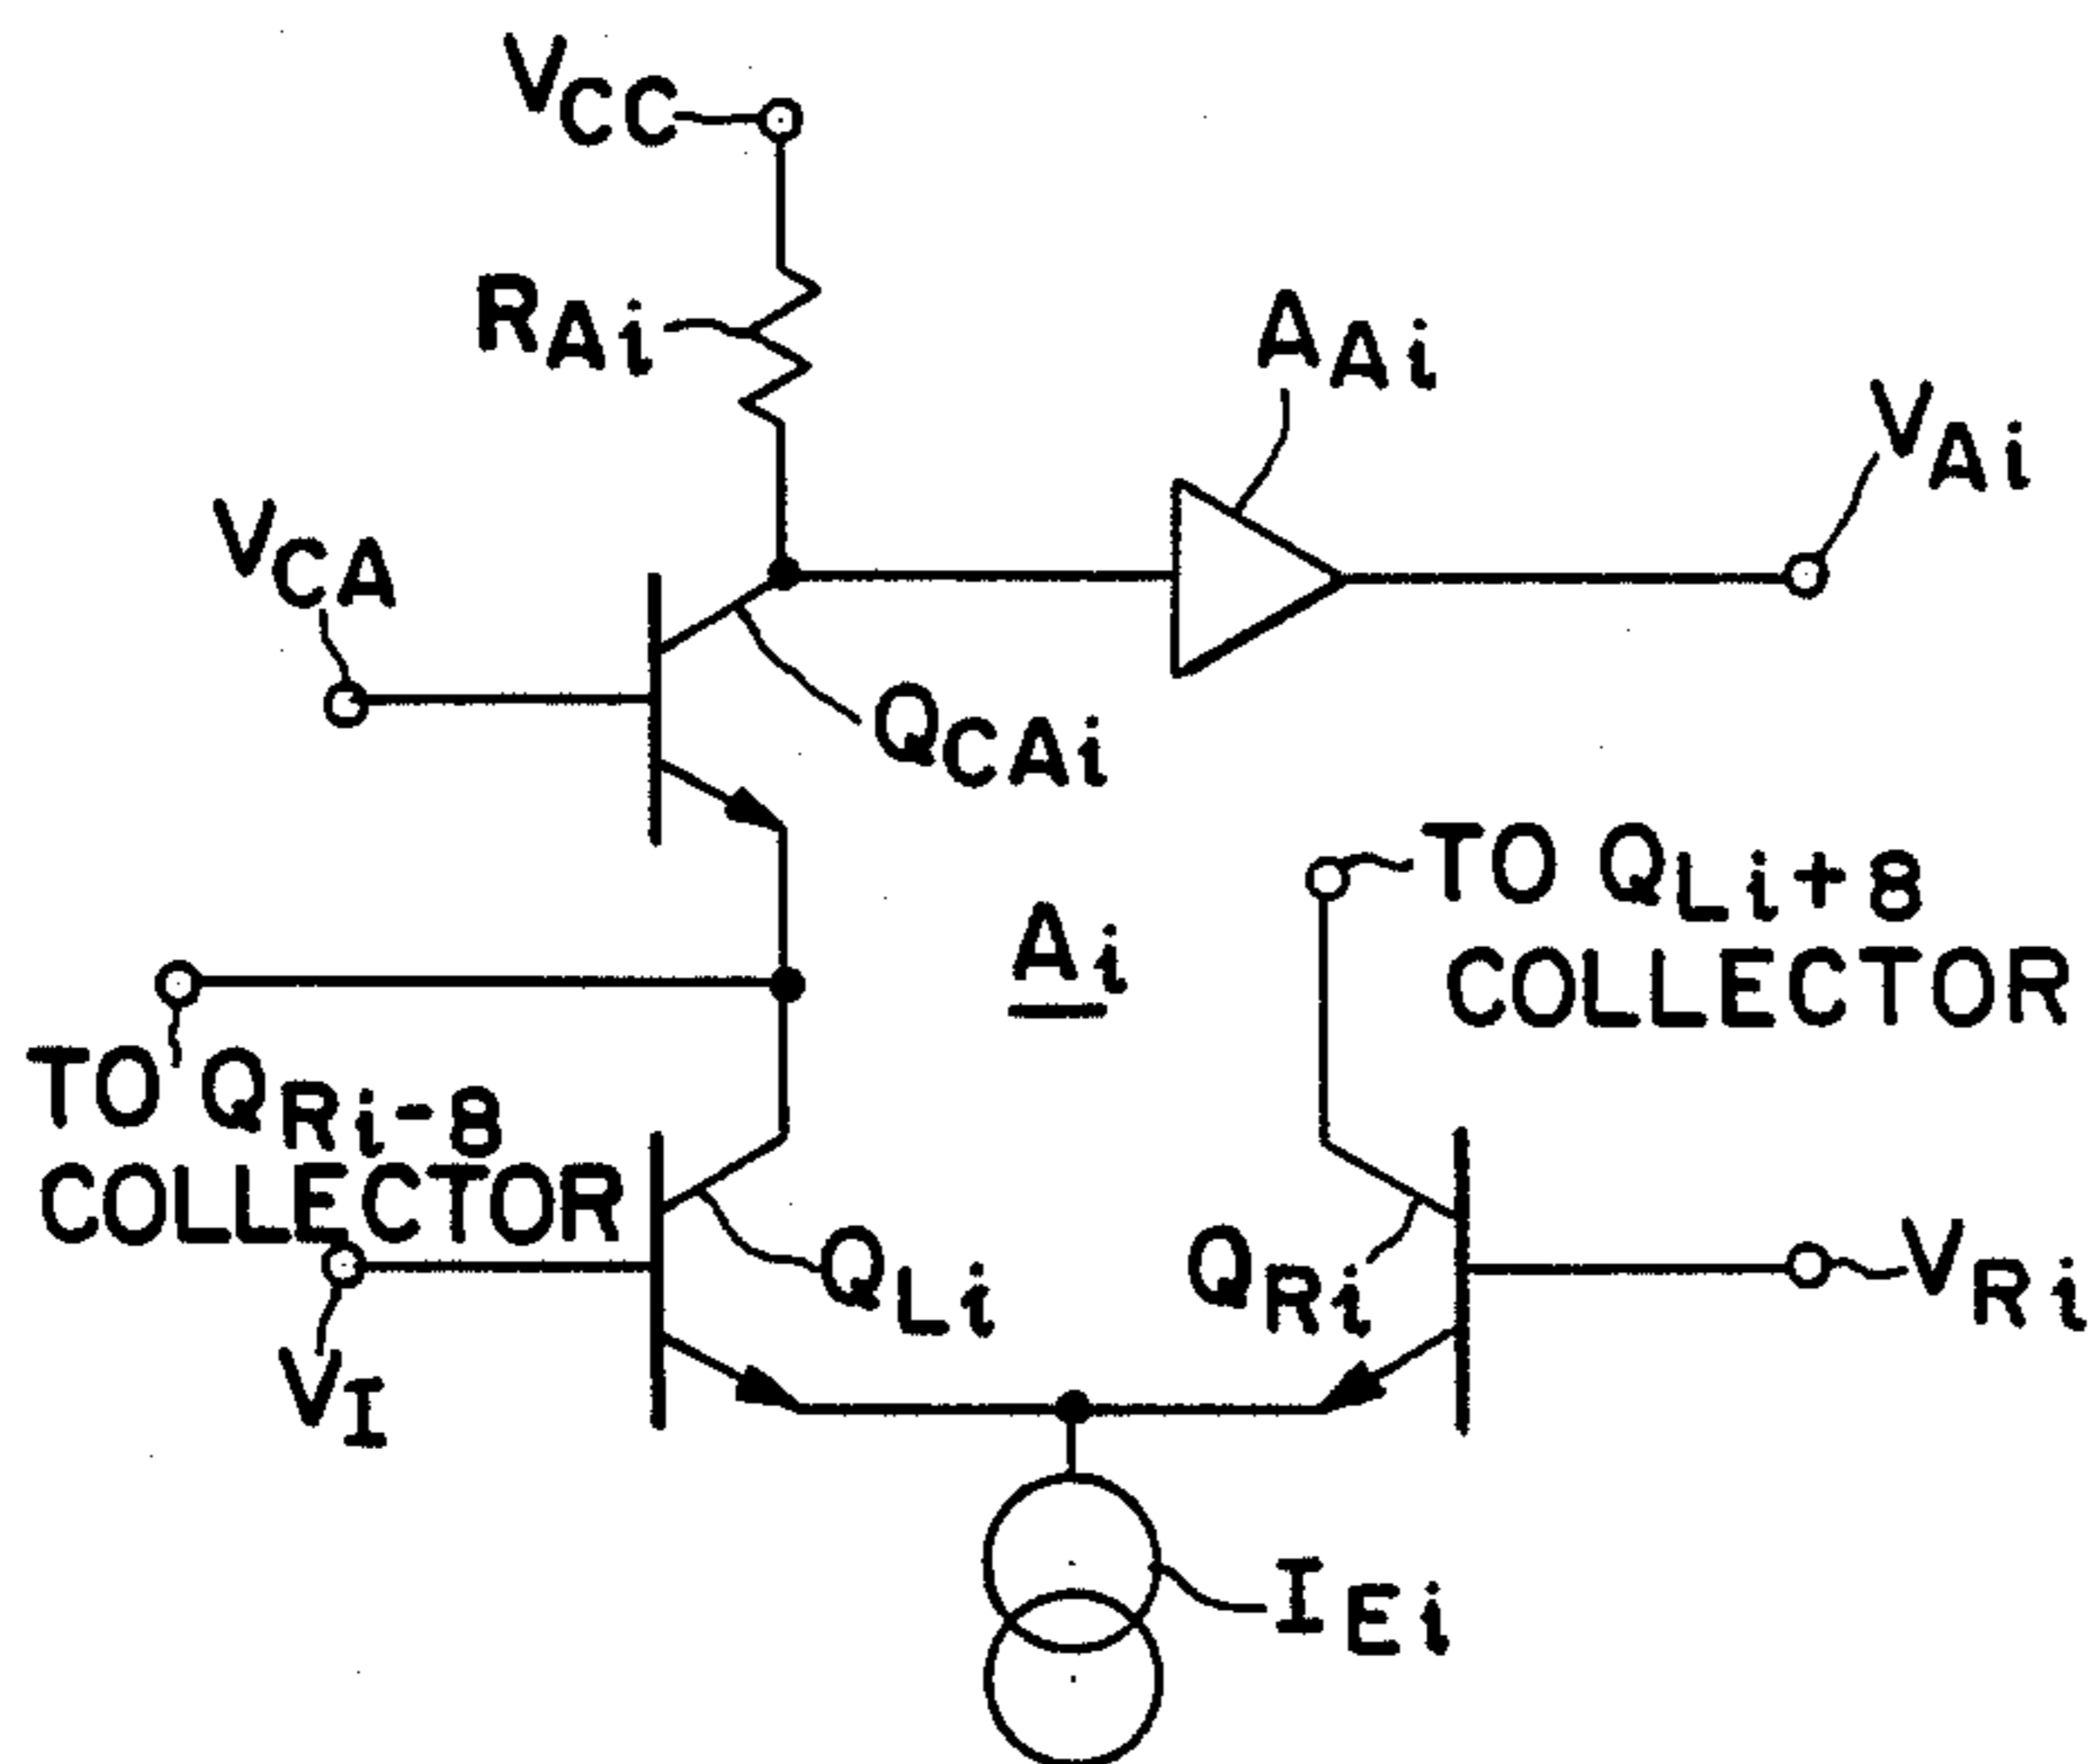 VCC
RAi
AAi
VAi
VCA
QCAi
TO QLi+8
COLLECTOR
Ai
TO QRi-8
COLLECTOR
QLi
QRi
VRi
VI
IEi